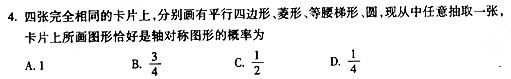 4. 四张完全相同的卡片上,分别画有平行四边形、菱形、等腰梯形、圆,现从中任意抽取一张,
卡片上所画图形恰好是轴对称图形的概率为
A. 1 B. 3/4 C. 1/2 D. 1/4